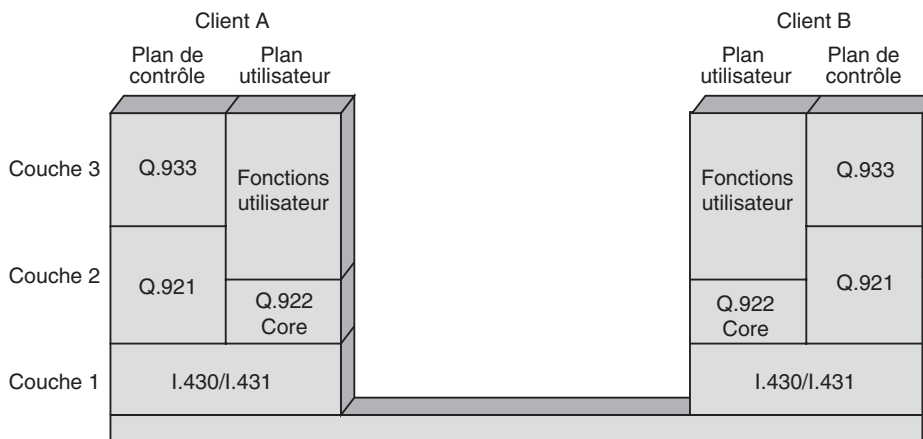 Client A
Client B
Plan de
contrôle
Plan
utilisateur
Plan
utilisateur
Plan de
contrôle
Couche 3
Q.933
Fonctions
utilisateur
Fonctions
utilisateur
Q.933
Couche 2
Q.921
Q.922
Core
Q.922
Core
Q.921
Couche 1
I.430/I.431
I.430/I.431